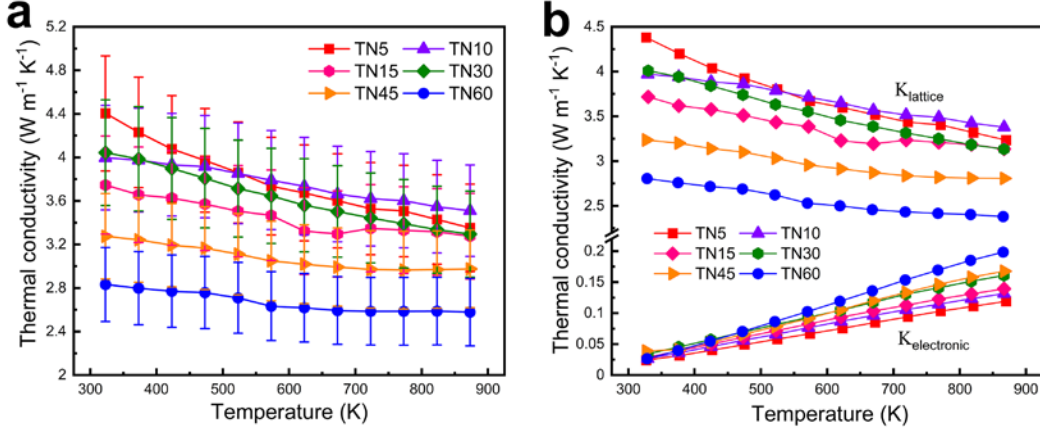 a
Thermal conductivity (W m⁻¹ K⁻¹)
5.2
4.8
4.4
4
3.6
3.2
2.8
2.4
2
TN5 TN10
TN15 TN30
TN45 TN60
300 400 500 600 700 800 900
Temperature (K)
b
Thermal conductivity (W m⁻¹ K⁻¹)
4.5
4
3.5
3
2.5
0.2
0.15
0.1
0.05
0
K lattice
TN5 TN10
TN15 TN30
TN45 TN60
K electronic
300 400 500 600 700 800 900
Temperature (K)